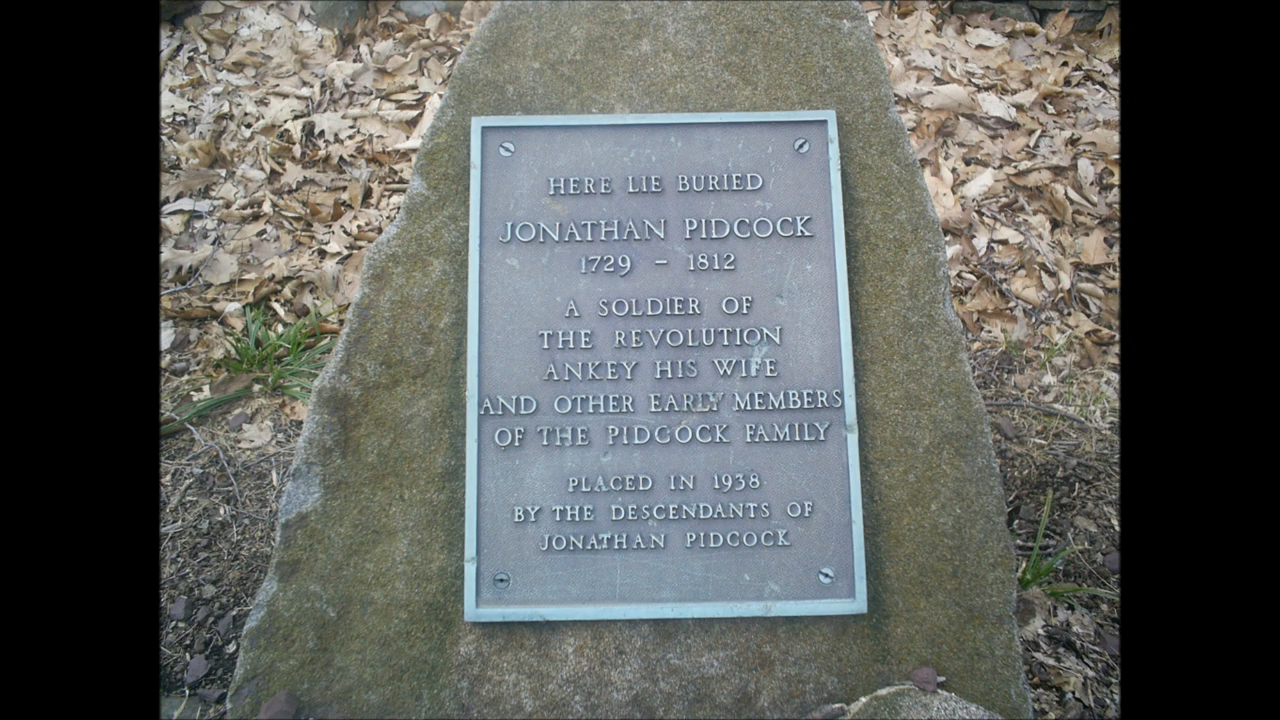 HERE LIE BURIED
JONATHAN PIDCOCK
1729 - 1812
A SOLDIER OF
THE REVOLUTION
ANKEY HIS WIFE
AND OTHER EARLY MEMBERS
OF THE PIDCOCK FAMILY
PLACED IN 1938
BY THE DESCENDANTS OF
JONATHAN PIDCOCK